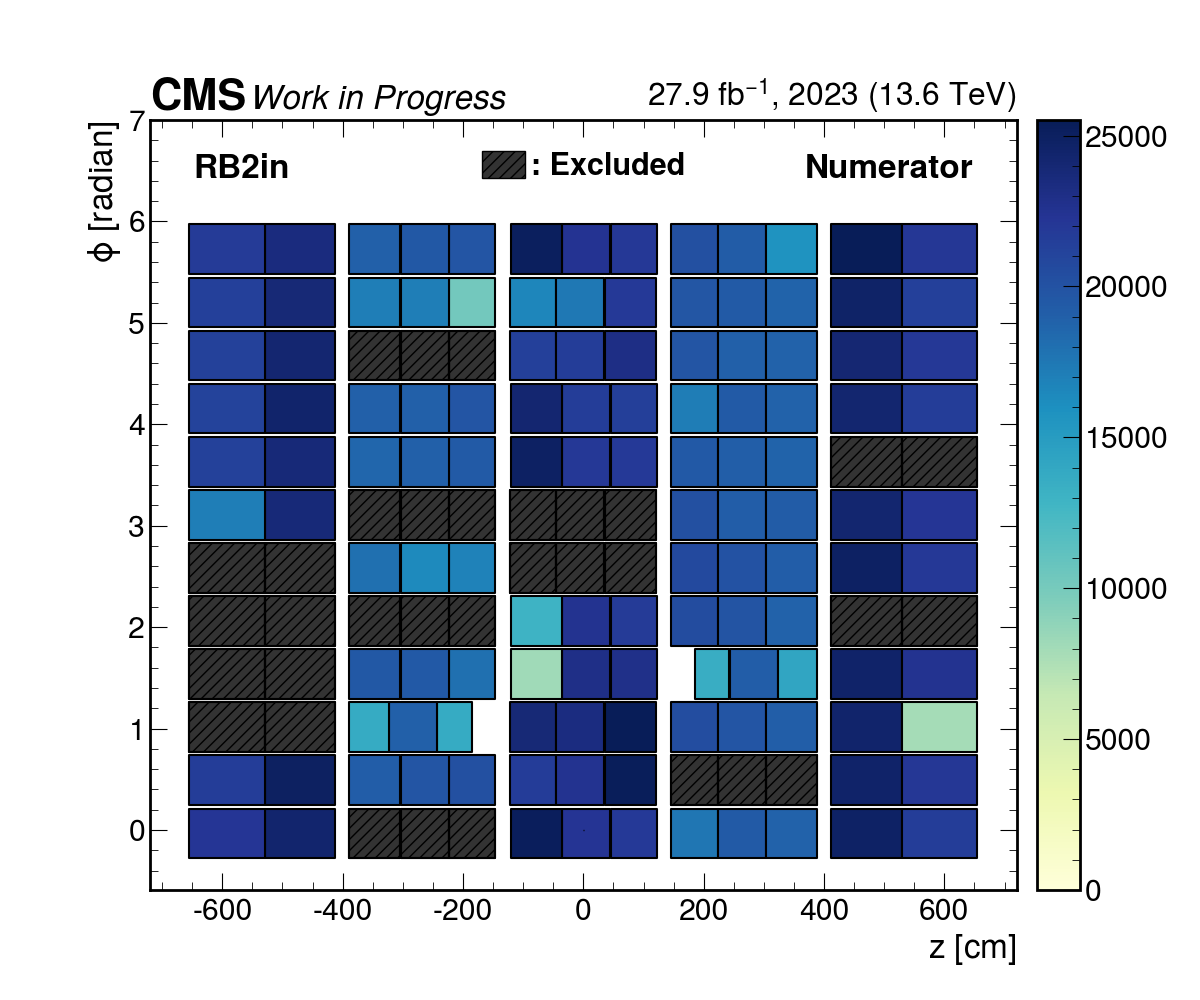 CMS Work in Progress 27.9 fb⁻¹, 2023 (13.6 TeV)
RB2in : Excluded Numerator
ϕ [radian]
7
6
5
4
3
2
1
0
-600 -400 -200 0 200 400 600
z [cm]
25000
20000
15000
10000
5000
0